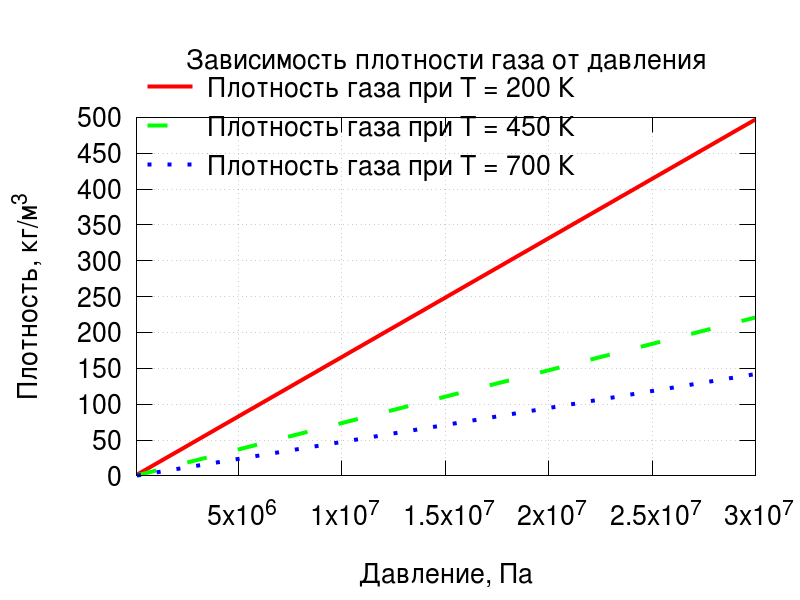 Зависимость плотности газа от давления
Плотность газа при T = 200 К
Плотность газа при T = 450 К
Плотность газа при T = 700 К
500
450
400
350
300
250
200
150
100
50
0
Плотность, кг/м³
5x10⁶ 1x10⁷ 1.5x10⁷ 2x10⁷ 2.5x10⁷ 3x10⁷
Давление, Па